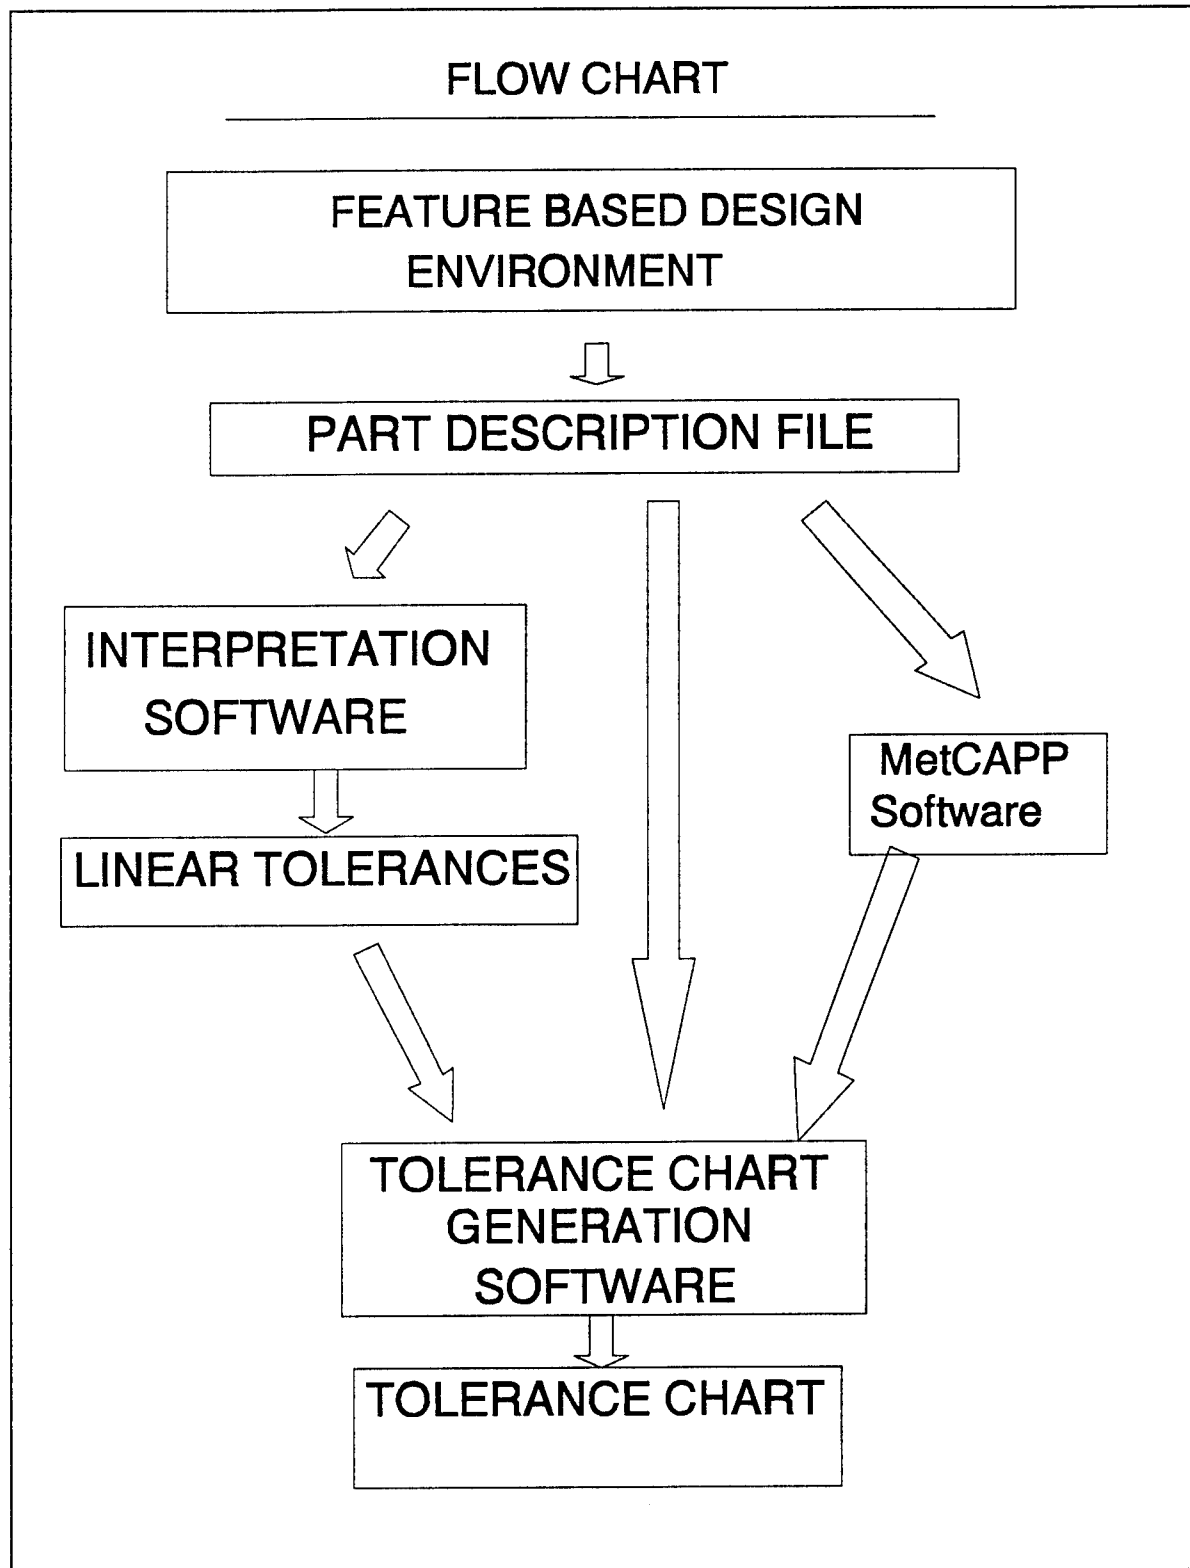 FLOW CHART
FEATURE BASED DESIGN
ENVIRONMENT
PART DESCRIPTION FILE
INTERPRETATION
SOFTWARE
MetCAPP
Software
LINEAR TOLERANCES
TOLERANCE CHART
GENERATION
SOFTWARE
TOLERANCE CHART